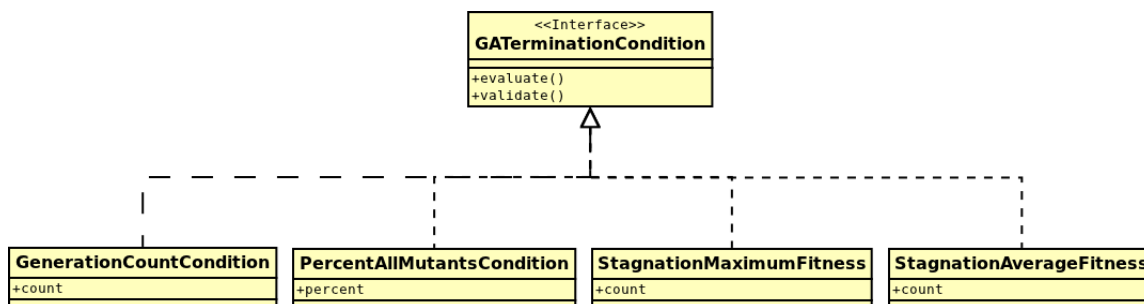 <<Interface>>
GATerminationCondition
+evaluate()
+validate()
GenerationCountCondition
+count
PercentAllMutantsCondition
+percent
StagnationMaximumFitness
+count
StagnationAverageFitness
+count